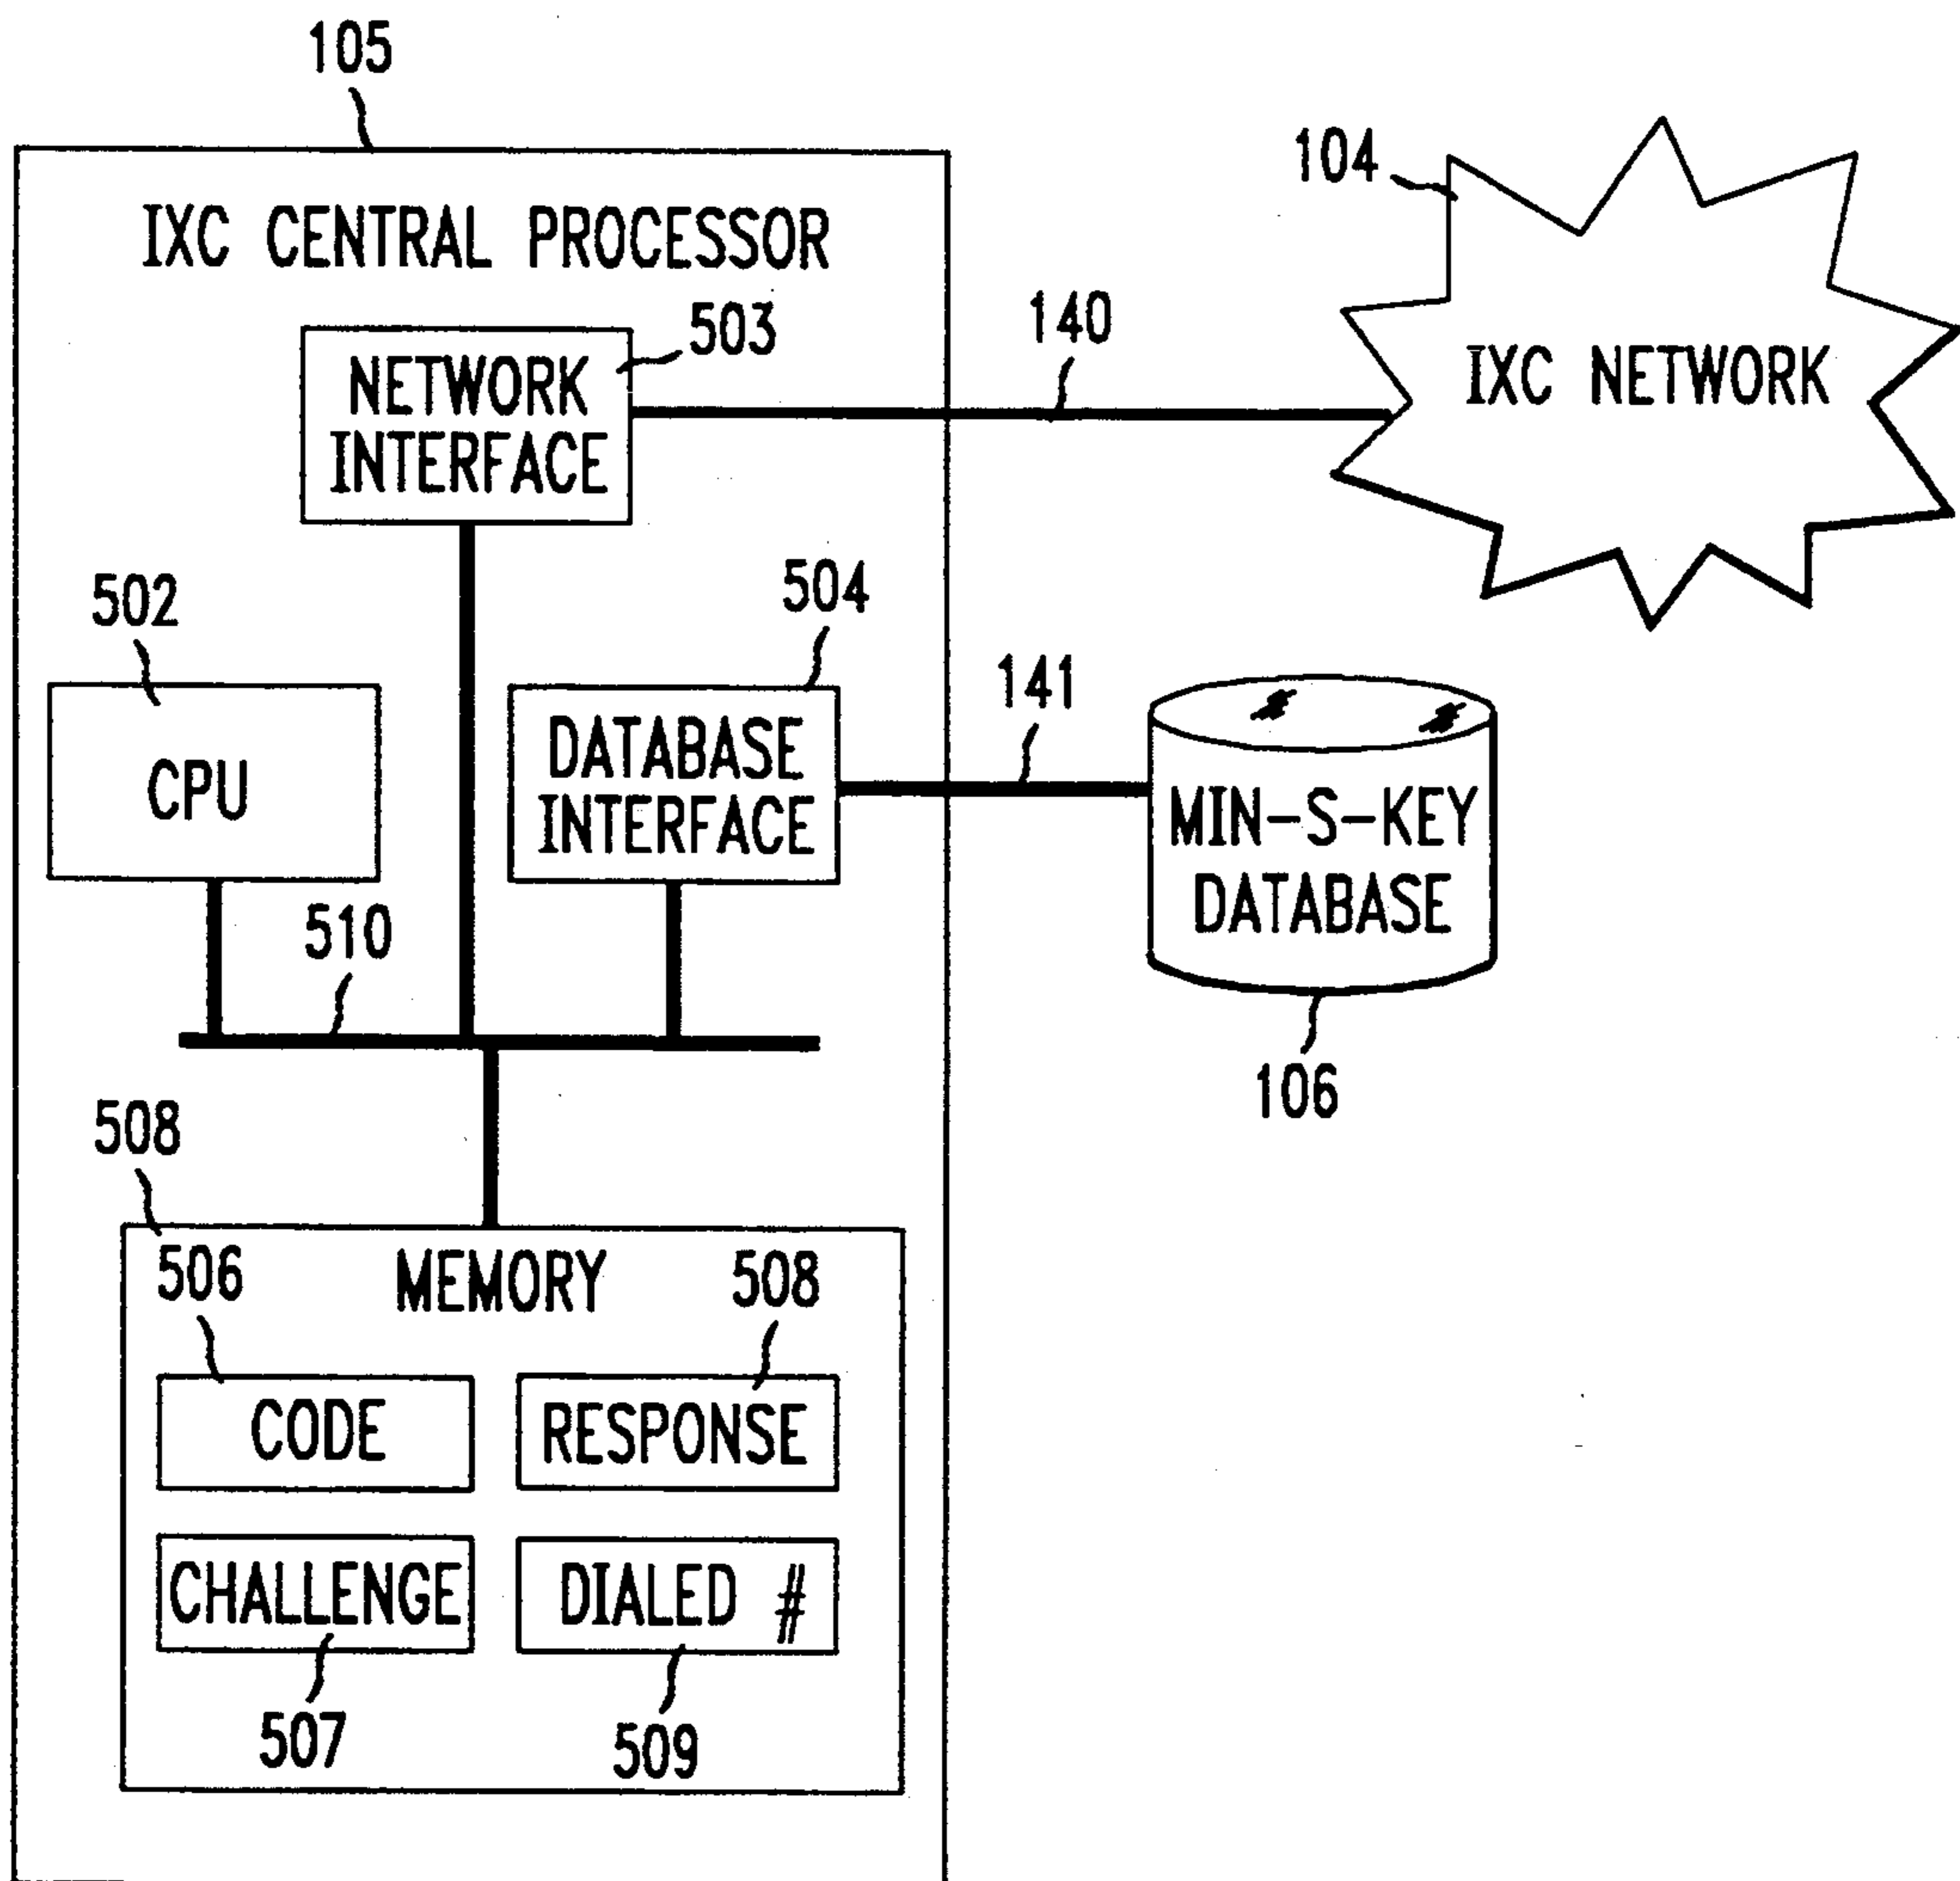 105
IXC CENTRAL PROCESSOR
104
503
140
NETWORK
INTERFACE
IXC NETWORK
502
504
141
CPU
DATABASE
INTERFACE
MIN-S-KEY
DATABASE
510
106
508
MEMORY
506
508
CODE
RESPONSE
CHALLENGE
DIALED #
507
509